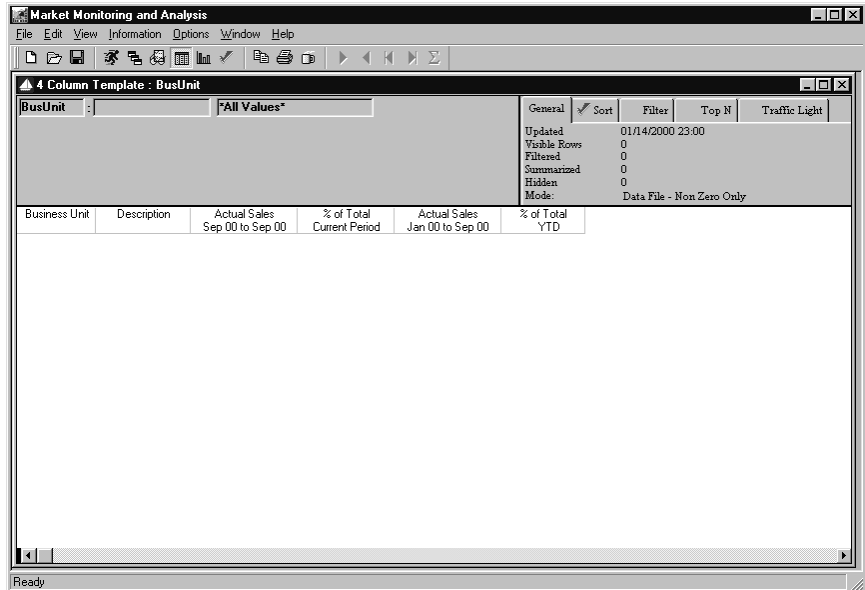 Market Monitoring and Analysis
File Edit View Information Options Window Help
4 Column Template : BusUnit
BusUnit : *All Values*
General Sort Filter Top N Traffic Light
Updated 01/14/2000 23:00
Visible Rows 0
Filtered 0
Summarized 0
Hidden 0
Mode: Data File - Non Zero Only
Business Unit Description Actual Sales % of Total Actual Sales % of Total
Sep 00 to Sep 00 Current Period Jan 00 to Sep 00 YTD
Ready